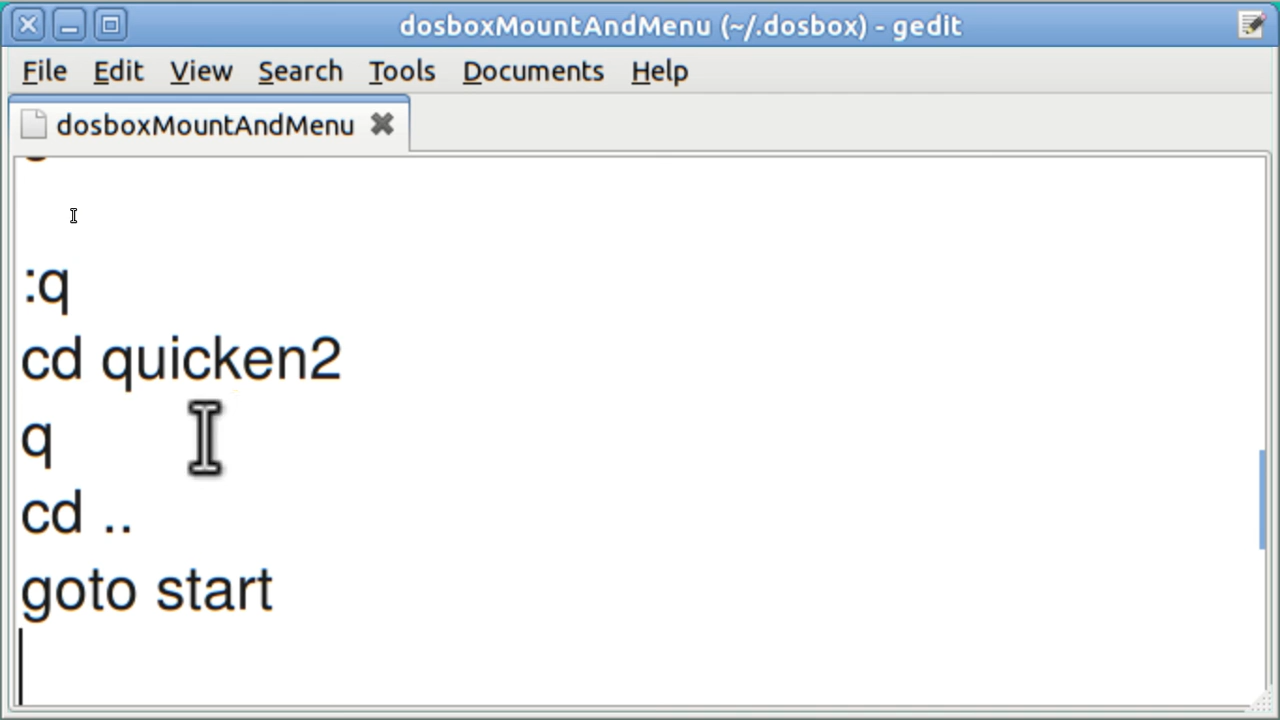 dosboxMountAndMenu (~/.dosbox) - gedit
File Edit View Search Tools Documents Help
dosboxMountAndMenu
:q
cd quicken2
q
cd ..
goto start